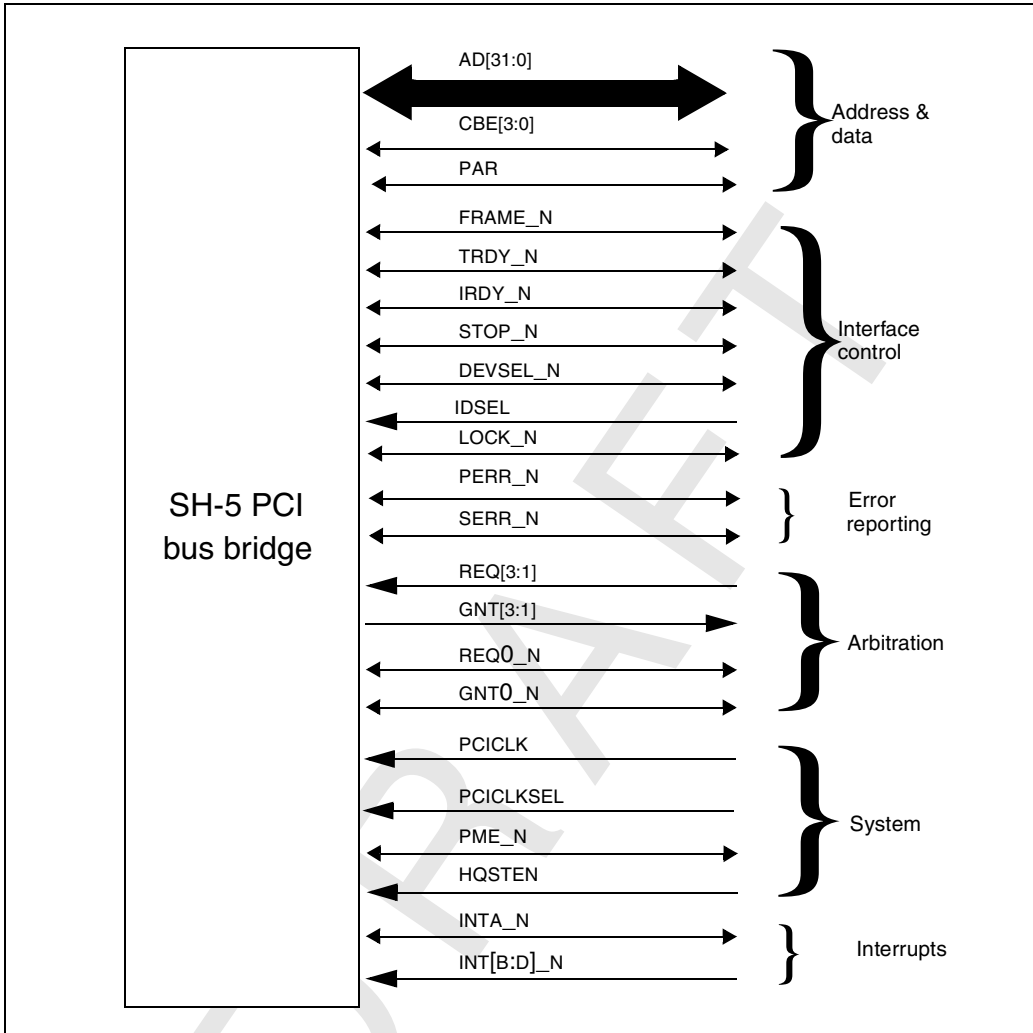 AD[31:0]
CBE[3:0]
PAR
Address &
data
FRAME_N
TRDY_N
IRDY_N
STOP_N
DEVSEL_N
IDSEL
LOCK_N
Interface
control
PERR_N
SERR_N
Error
reporting
SH-5 PCI
bus bridge
REQ[3:1]
GNT[3:1]
REQ0_N
GNT0_N
Arbitration
PCICLK
PCICLKSEL
PME_N
HQSTEN
System
INTA_N
INT[B:D]_N
Interrupts
DRAFT